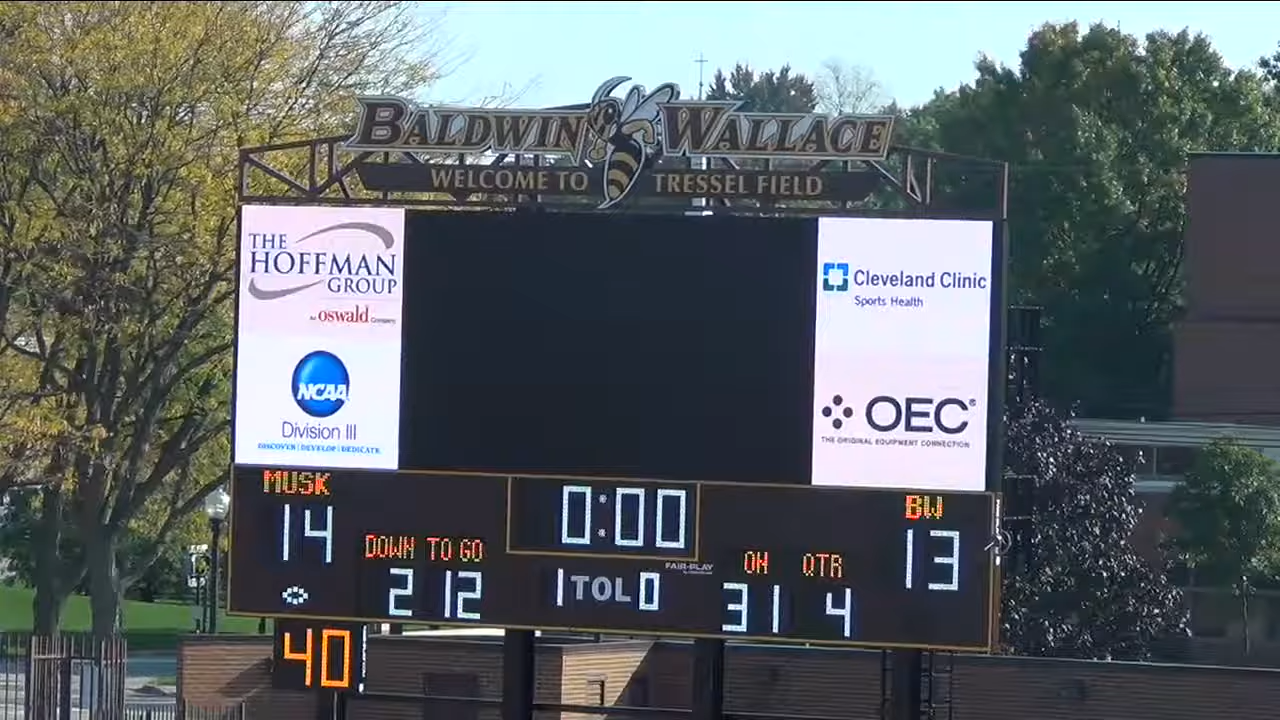 BALDWIN WALLACE
WELCOME TO TRESSEL FIELD
THE
HOFFMAN
GROUP
An oswald Company
NCAA
Division III
DISCOVER | DEVELOP | DEDICATE
Cleveland Clinic
Sports Health
OEC®
THE ORIGINAL EQUIPMENT CONNECTION
MUSK
14
0:00
BW
13
DOWN TO GO
2 12
FAIR-PLAY
1 TOL 0
ON QTR
31 4
40